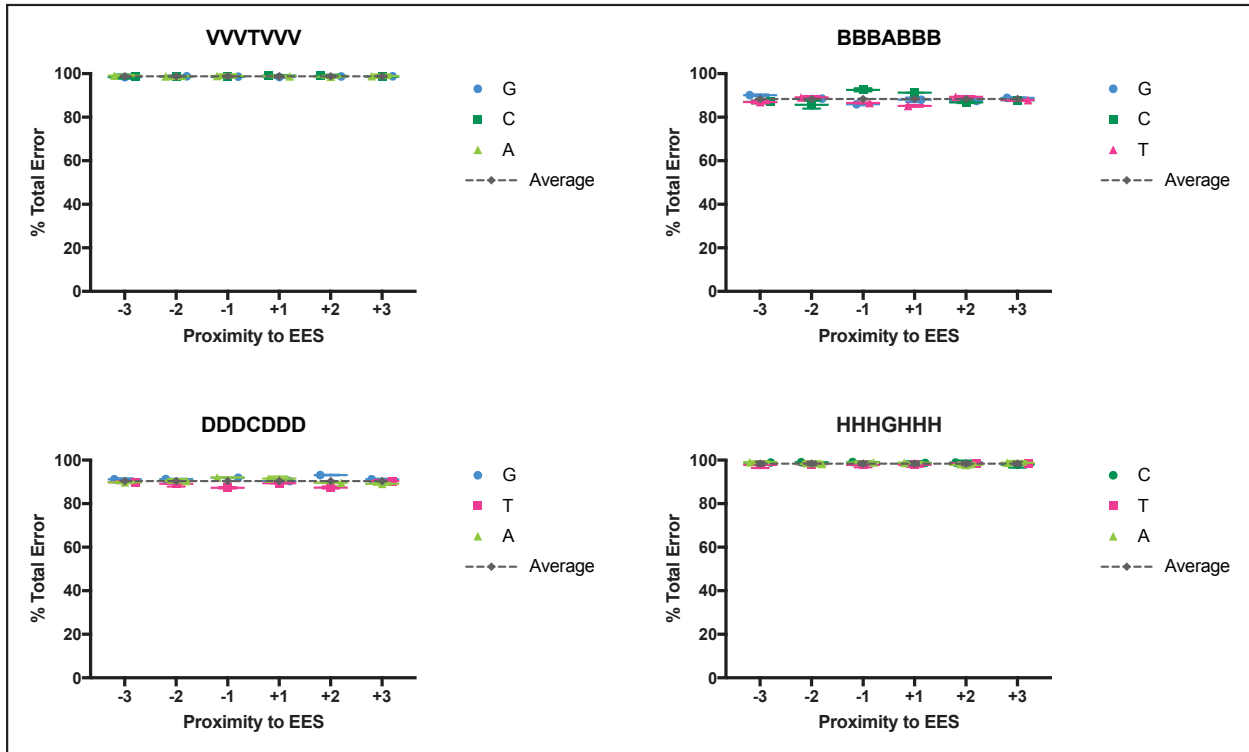 VVVTVVV
% Total Error
100
80
60
40
20
0
-3 -2 -1 +1 +2 +3
Proximity to EES
G
C
A
Average
BBBABBB
% Total Error
100
80
60
40
20
0
-3 -2 -1 +1 +2 +3
Proximity to EES
G
C
T
Average
DDDCDDD
% Total Error
100
80
60
40
20
0
-3 -2 -1 +1 +2 +3
Proximity to EES
G
T
A
Average
HHHGHHH
% Total Error
100
80
60
40
20
0
-3 -2 -1 +1 +2 +3
Proximity to EES
C
T
A
Average